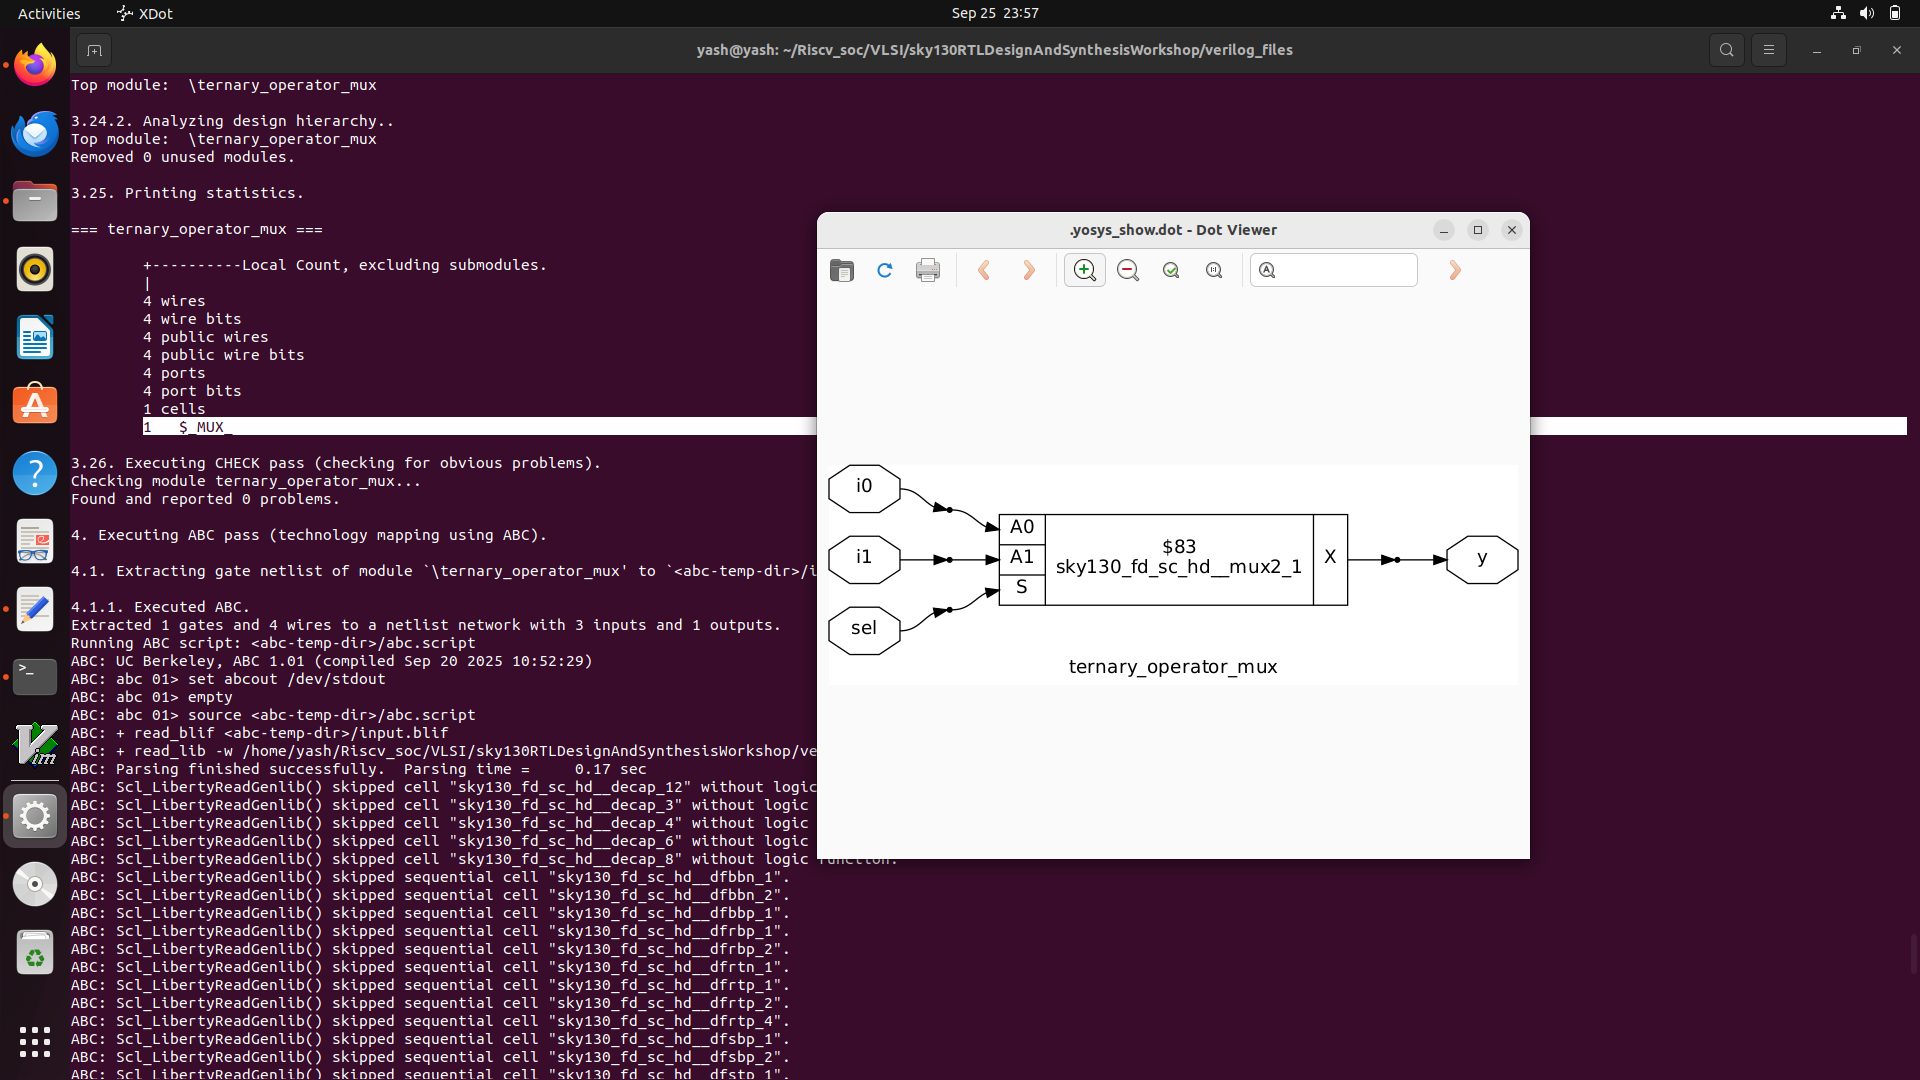 Activities
XDot
Sep 25 23:57
yash@yash: ~/Riscv_soc/VLSI/sky130RTLDesignAndSynthesisWorkshop/verilog_files
Top module:  \ternary_operator_mux
3.24.2. Analyzing design hierarchy..
Top module:  \ternary_operator_mux
Removed 0 unused modules.
3.25. Printing statistics.
=== ternary_operator_mux ===
+----------Local Count, excluding submodules.
|
4 wires
4 wire bits
4 public wires
4 public wire bits
4 ports
4 port bits
1 cells
1   $_MUX_
3.26. Executing CHECK pass (checking for obvious problems).
Checking module ternary_operator_mux...
Found and reported 0 problems.
4. Executing ABC pass (technology mapping using ABC).
4.1. Extracting gate netlist of module `\ternary_operator_mux' to `<abc-temp-dir>/i
4.1.1. Executed ABC.
Extracted 1 gates and 4 wires to a netlist network with 3 inputs and 1 outputs.
Running ABC script: <abc-temp-dir>/abc.script
ABC: UC Berkeley, ABC 1.01 (compiled Sep 20 2025 10:52:29)
ABC: abc 01> set abcout /dev/stdout
ABC: abc 01> empty
ABC: abc 01> source <abc-temp-dir>/abc.script
ABC: + read_blif <abc-temp-dir>/input.blif
ABC: + read_lib -w /home/yash/Riscv_soc/VLSI/sky130RTLDesignAndSynthesisWorkshop/ve
ABC: Parsing finished successfully.  Parsing time =     0.17 sec
ABC: Scl_LibertyReadGenlib() skipped cell "sky130_fd_sc_hd__decap_12" without logic
ABC: Scl_LibertyReadGenlib() skipped cell "sky130_fd_sc_hd__decap_3" without logic
ABC: Scl_LibertyReadGenlib() skipped cell "sky130_fd_sc_hd__decap_4" without logic
ABC: Scl_LibertyReadGenlib() skipped cell "sky130_fd_sc_hd__decap_6" without logic
ABC: Scl_LibertyReadGenlib() skipped cell "sky130_fd_sc_hd__decap_8" without logic function.
ABC: Scl_LibertyReadGenlib() skipped sequential cell "sky130_fd_sc_hd__dfbbn_1".
ABC: Scl_LibertyReadGenlib() skipped sequential cell "sky130_fd_sc_hd__dfbbn_2".
ABC: Scl_LibertyReadGenlib() skipped sequential cell "sky130_fd_sc_hd__dfbbp_1".
ABC: Scl_LibertyReadGenlib() skipped sequential cell "sky130_fd_sc_hd__dfrbp_1".
ABC: Scl_LibertyReadGenlib() skipped sequential cell "sky130_fd_sc_hd__dfrbp_2".
ABC: Scl_LibertyReadGenlib() skipped sequential cell "sky130_fd_sc_hd__dfrtn_1".
ABC: Scl_LibertyReadGenlib() skipped sequential cell "sky130_fd_sc_hd__dfrtp_1".
ABC: Scl_LibertyReadGenlib() skipped sequential cell "sky130_fd_sc_hd__dfrtp_2".
ABC: Scl_LibertyReadGenlib() skipped sequential cell "sky130_fd_sc_hd__dfrtp_4".
ABC: Scl_LibertyReadGenlib() skipped sequential cell "sky130_fd_sc_hd__dfsbp_1".
ABC: Scl_LibertyReadGenlib() skipped sequential cell "sky130_fd_sc_hd__dfsbp_2".
ABC: Scl_LibertyReadGenlib() skipped sequential cell "sky130_fd_sc_hd__dfstp_1".
.yosys_show.dot - Dot Viewer
i0
i1
sel
A0
A1
S
$83
sky130_fd_sc_hd__mux2_1
X
y
ternary_operator_mux